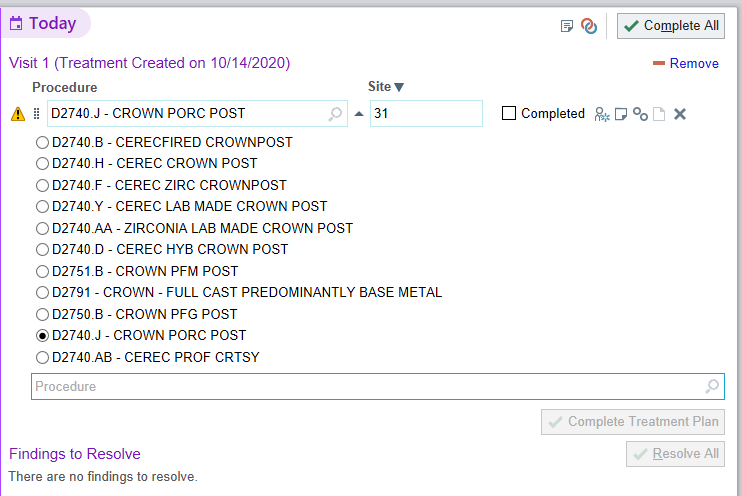 Today
Complete All
Visit 1 (Treatment Created on 10/14/2020)
Remove
Procedure Site
D2740.J - CROWN PORC POST 31 Completed
D2740.B - CERECFIRED CROWNPOST
D2740.H - CEREC CROWN POST
D2740.F - CEREC ZIRC CROWNPOST
D2740.Y - CEREC LAB MADE CROWN POST
D2740.AA - ZIRCONIA LAB MADE CROWN POST
D2740.D - CEREC HYB CROWN POST
D2751.B - CROWN PFM POST
D2791 - CROWN - FULL CAST PREDOMINANTLY BASE METAL
D2750.B - CROWN PFG POST
D2740.J - CROWN PORC POST
D2740.AB - CEREC PROF CRTSY
Procedure
Complete Treatment Plan
Findings to Resolve
Resolve All
There are no findings to resolve.